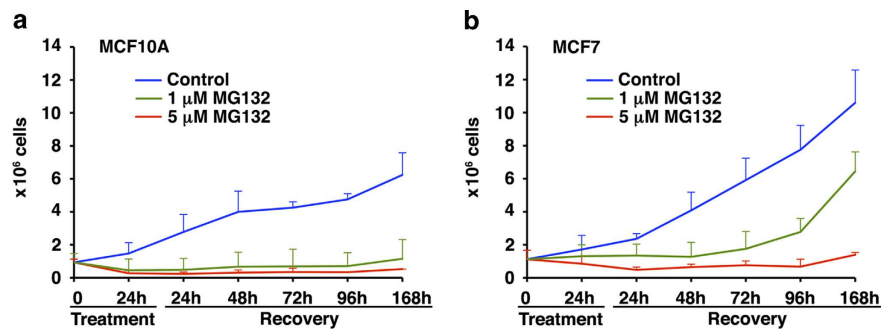 a
MCF10A
x10⁶ cells
14
12
10
8
6
4
2
0
Control
1 μM MG132
5 μM MG132
0 24h 24h 48h 72h 96h 168h
Treatment Recovery
b
MCF7
x10⁶ cells
14
12
10
8
6
4
2
0
Control
1 μM MG132
5 μM MG132
0 24h 24h 48h 72h 96h 168h
Treatment Recovery